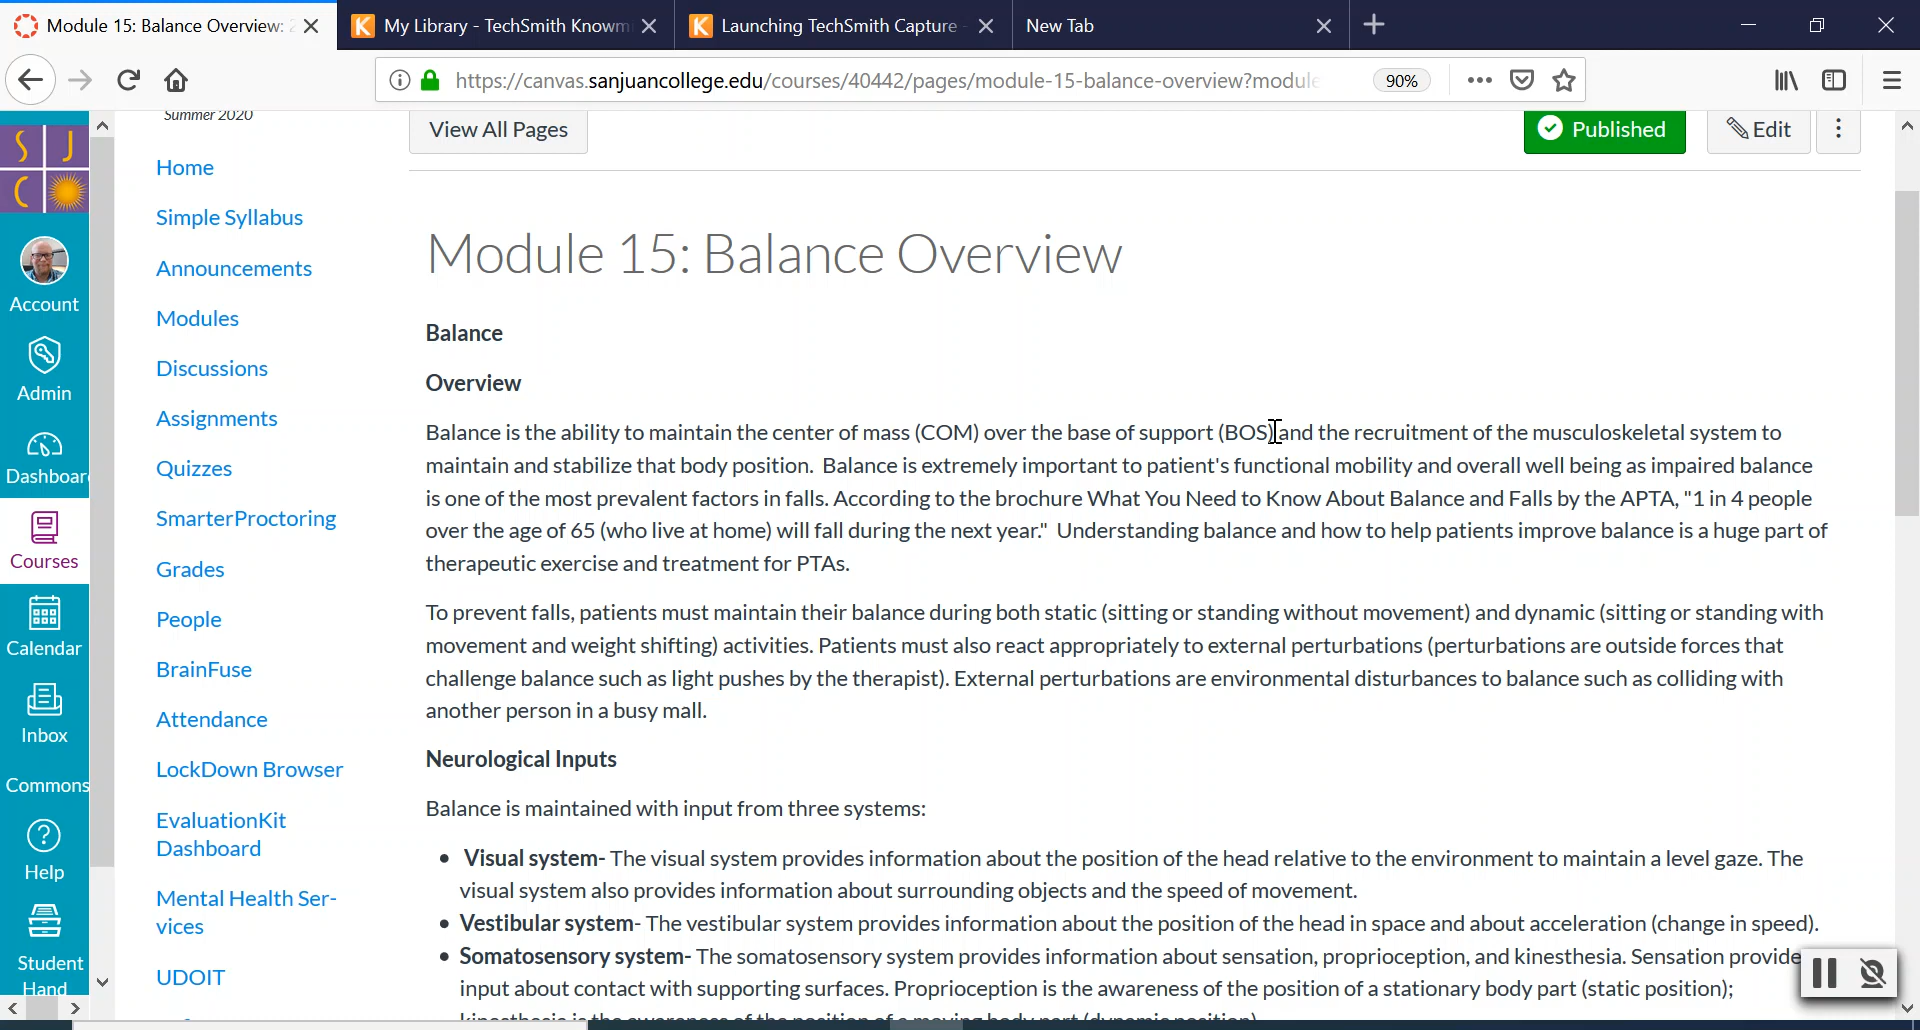 Module 15: Balance Overview: 2
My Library - TechSmith Knowm
Launching TechSmith Capture -
New Tab
https://canvas.sanjuancollege.edu/courses/40442/pages/module-15-balance-overview?module
90%
S J
C
Account
Admin
Dashboar
Courses
Calendar
Inbox
Commons
Help
Student
Hand
Summer 2020
Home
Simple Syllabus
Announcements
Modules
Discussions
Assignments
Quizzes
SmarterProctoring
Grades
People
BrainFuse
Attendance
LockDown Browser
EvaluationKit
Dashboard
Mental Health Ser-
vices
UDOIT
View All Pages
Published
Edit
Module 15: Balance Overview
Balance
Overview
Balance is the ability to maintain the center of mass (COM) over the base of support (BOS) and the recruitment of the musculoskeletal system to
maintain and stabilize that body position.  Balance is extremely important to patient's functional mobility and overall well being as impaired balance
is one of the most prevalent factors in falls. According to the brochure What You Need to Know About Balance and Falls by the APTA, "1 in 4 people
over the age of 65 (who live at home) will fall during the next year."  Understanding balance and how to help patients improve balance is a huge part of
therapeutic exercise and treatment for PTAs.
To prevent falls, patients must maintain their balance during both static (sitting or standing without movement) and dynamic (sitting or standing with
movement and weight shifting) activities. Patients must also react appropriately to external perturbations (perturbations are outside forces that
challenge balance such as light pushes by the therapist). External perturbations are environmental disturbances to balance such as colliding with
another person in a busy mall.
Neurological Inputs
Balance is maintained with input from three systems:
• Visual system- The visual system provides information about the position of the head relative to the environment to maintain a level gaze. The
visual system also provides information about surrounding objects and the speed of movement.
• Vestibular system- The vestibular system provides information about the position of the head in space and about acceleration (change in speed).
• Somatosensory system- The somatosensory system provides information about sensation, proprioception, and kinesthesia. Sensation provide
input about contact with supporting surfaces. Proprioception is the awareness of the position of a stationary body part (static position);
kinesthesia is the awareness of the position of a moving body part (dynamic position).